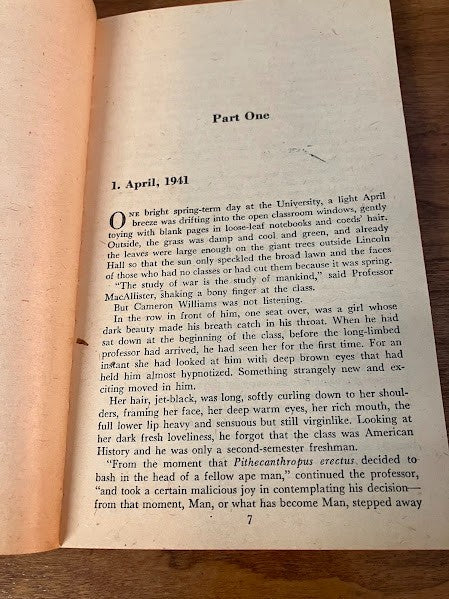 Part One
1. April, 1941
ONE bright spring-term day at the University, a light April
breeze was drifting into the open classroom windows, gently
toying with blank pages in loose-leaf notebooks and coeds' hair.
Outside, the grass was damp and cool and green, and already
the leaves were large enough on the giant trees outside Lincoln
Hall so that the sun only speckled the broad lawn and the faces
of those who had no classes or had cut them because it was spring.
"The study of war is the study of mankind," said Professor
MacAllister, shaking a bony finger at the class.
But Cameron Williams was not listening.
In the row in front of him, one seat over, was a girl whose
dark beauty made his breath catch in his throat. When he had
sat down at the beginning of the class, before the long-limbed
professor had arrived, he had seen her for the first time. For an
instant she had looked at him with deep brown eyes that had
held him almost hypnotized. Something strangely new and ex-
citing moved in him.
Her hair, jet-black, was long, softly curling down to her shoul-
ders, framing her face, her deep warm eyes, her rich mouth, the
full lower lip heavy and sensuous but still virginlike. Looking at
her dark fresh loveliness, he forgot that the class was American
History and he was only a second-semester freshman.
"From the moment that Pithecanthropus erectus decided to
bash in the head of a fellow ape man," continued the professor,
"and took a certain malicious joy in contemplating his decision—
from that moment, Man, or what has become Man, stepped away
7